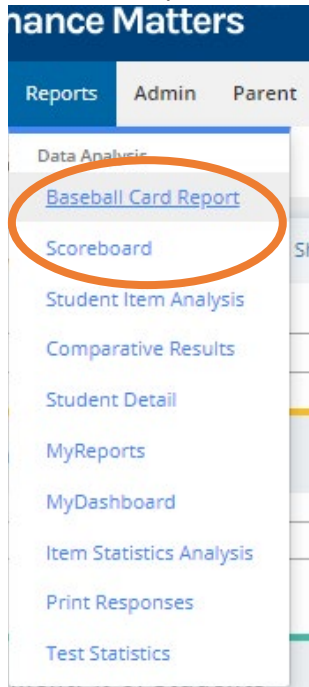 nance Matters
Reports Admin Parent
Data Analysis
Baseball Card Report
Scoreboard
Student Item Analysis
Comparative Results
Student Detail
MyReports
MyDashboard
Item Statistics Analysis
Print Responses
Test Statistics